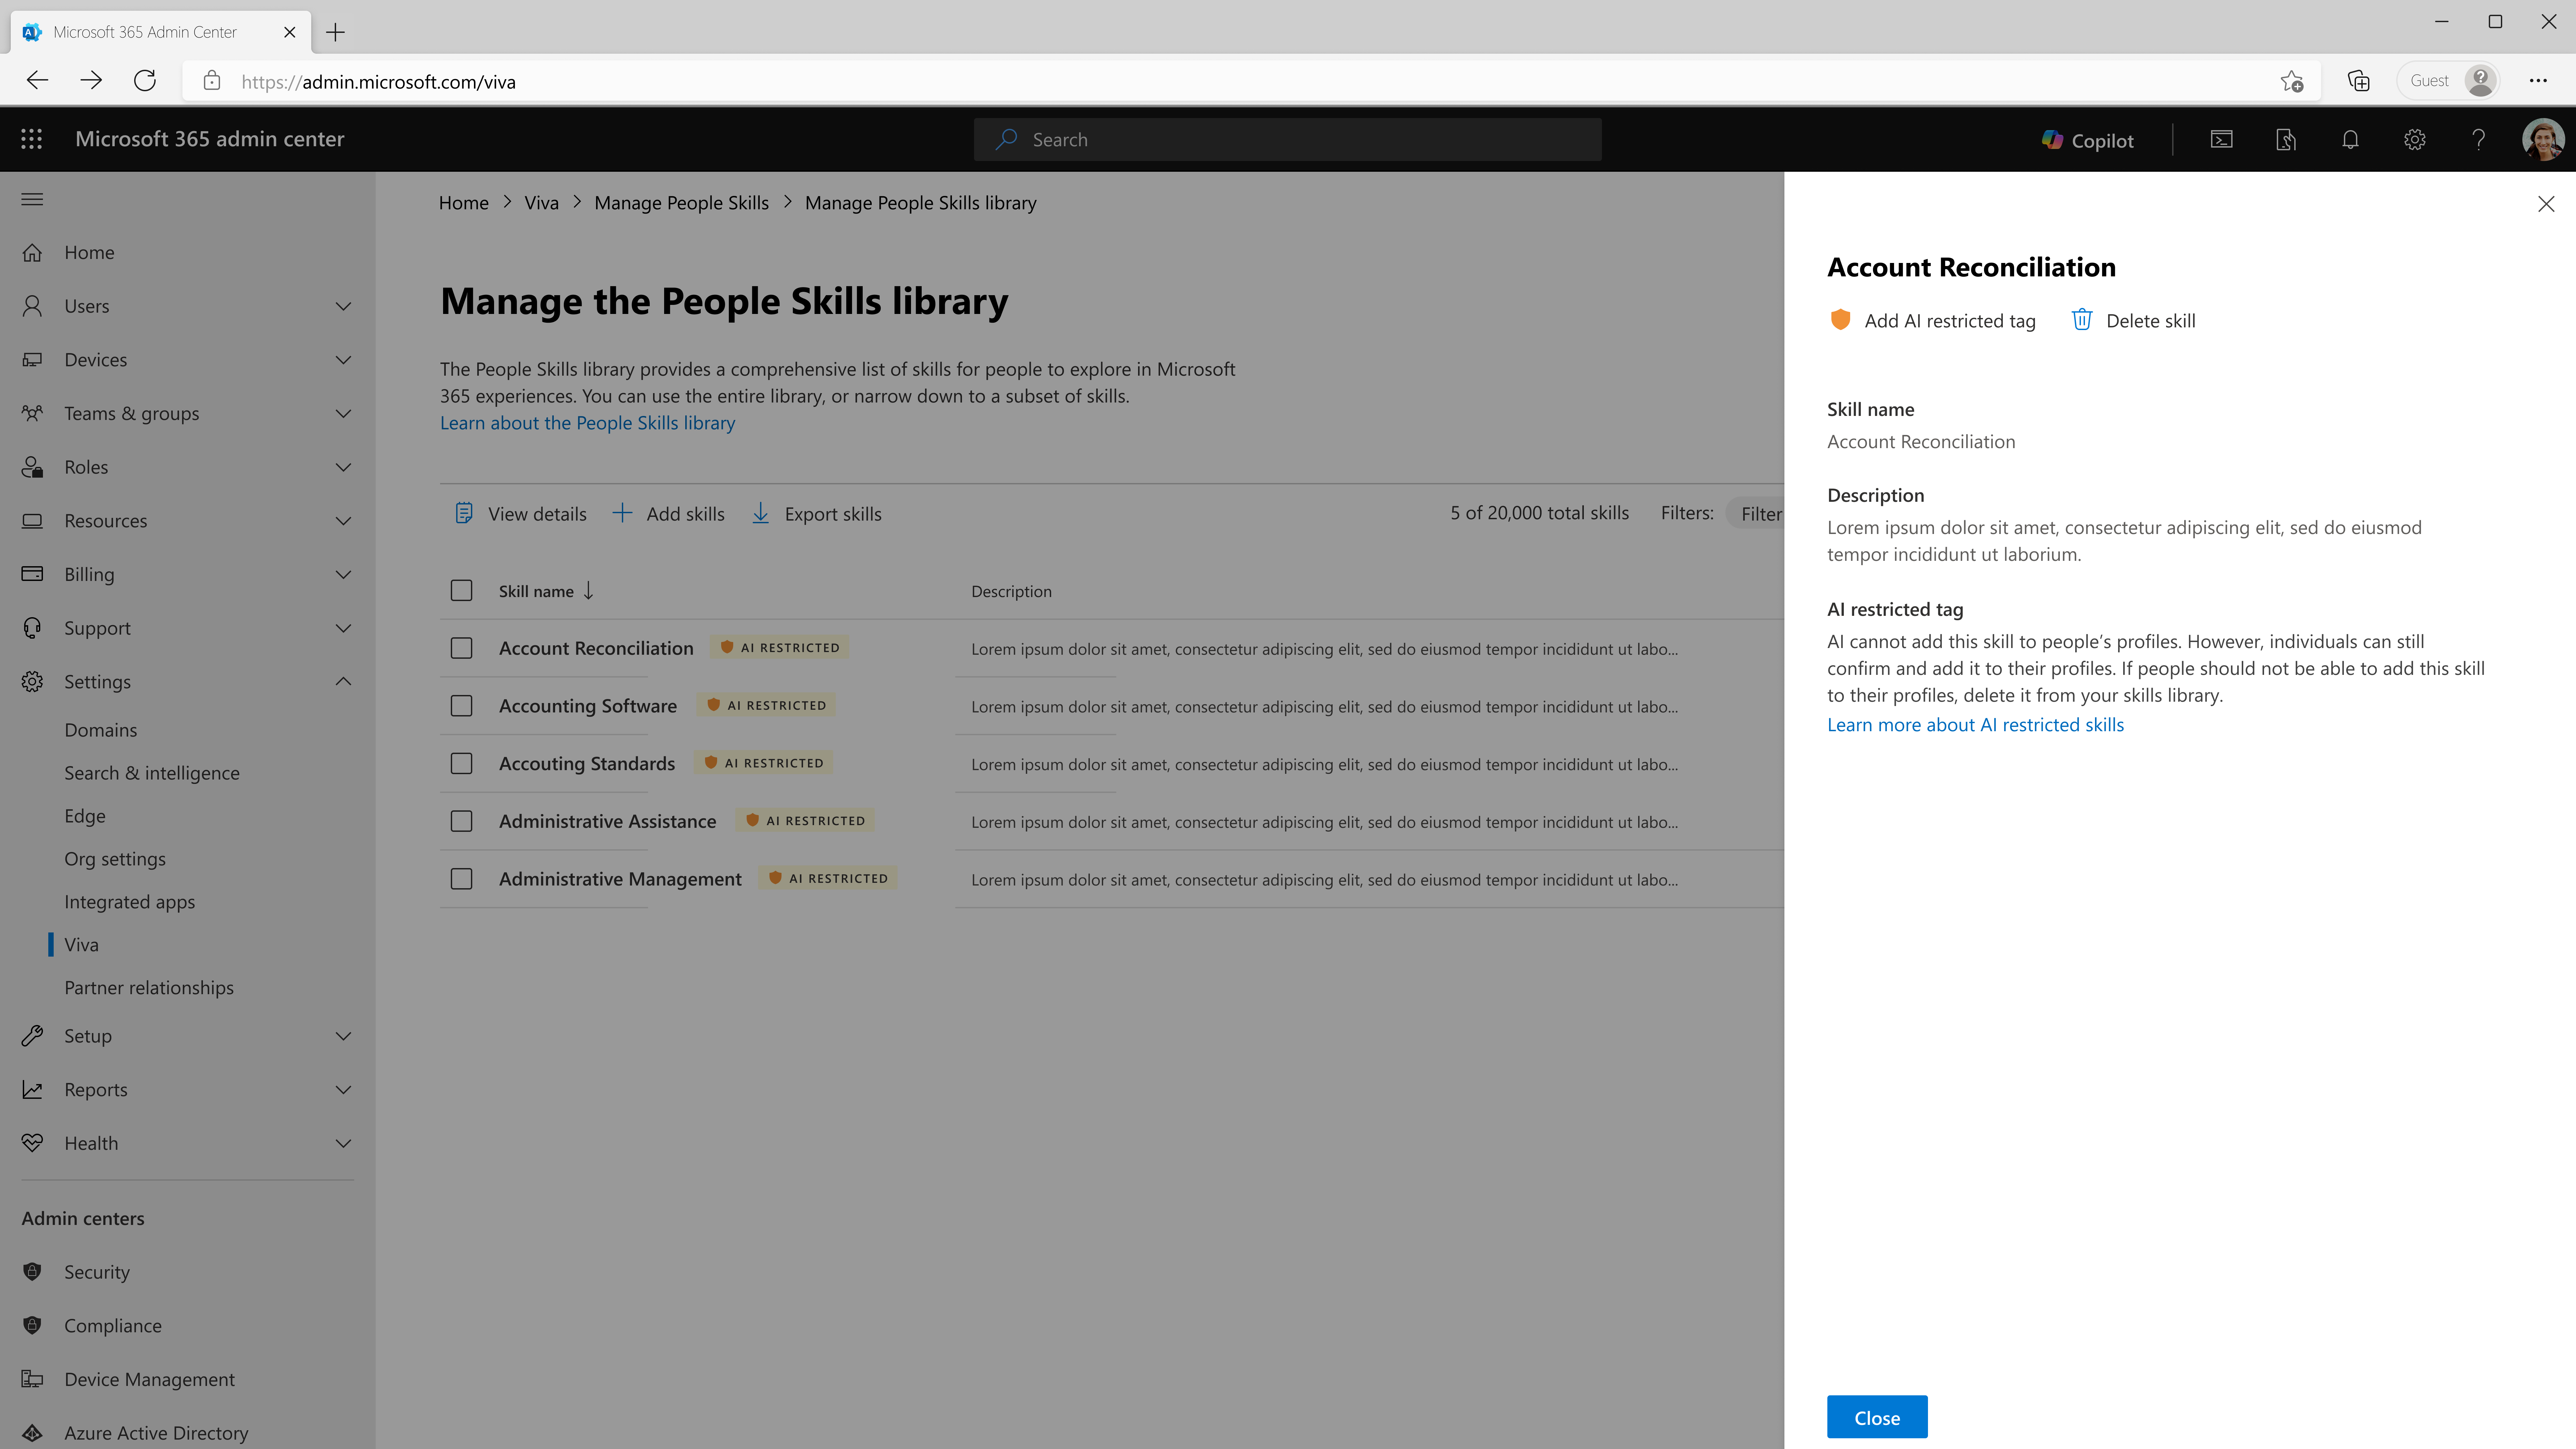 Microsoft 365 Admin Center
https://admin.microsoft.com/viva
Guest
Microsoft 365 admin center
Search
Copilot
Home
Users
Devices
Teams & groups
Roles
Resources
Billing
Support
Settings
Domains
Search & intelligence
Edge
Org settings
Integrated apps
Viva
Partner relationships
Setup
Reports
Health
Admin centers
Security
Compliance
Device Management
Azure Active Directory
Home > Viva > Manage People Skills > Manage People Skills library
Manage the People Skills library
The People Skills library provides a comprehensive list of skills for people to explore in Microsoft
365 experiences. You can use the entire library, or narrow down to a subset of skills.
Learn about the People Skills library
View details Add skills Export skills 5 of 20,000 total skills Filters: Filter
Skill name Description
Account Reconciliation AI RESTRICTED Lorem ipsum dolor sit amet, consectetur adipiscing elit, sed do eiusmod tempor incididunt ut labo...
Accounting Software AI RESTRICTED Lorem ipsum dolor sit amet, consectetur adipiscing elit, sed do eiusmod tempor incididunt ut labo...
Accouting Standards AI RESTRICTED Lorem ipsum dolor sit amet, consectetur adipiscing elit, sed do eiusmod tempor incididunt ut labo...
Administrative Assistance AI RESTRICTED Lorem ipsum dolor sit amet, consectetur adipiscing elit, sed do eiusmod tempor incididunt ut labo...
Administrative Management AI RESTRICTED Lorem ipsum dolor sit amet, consectetur adipiscing elit, sed do eiusmod tempor incididunt ut labo...
Account Reconciliation
Add AI restricted tag Delete skill
Skill name
Account Reconciliation
Description
Lorem ipsum dolor sit amet, consectetur adipiscing elit, sed do eiusmod
tempor incididunt ut laborium.
AI restricted tag
AI cannot add this skill to people’s profiles. However, individuals can still
confirm and add it to their profiles. If people should not be able to add this skill
to their profiles, delete it from your skills library.
Learn more about AI restricted skills
Close